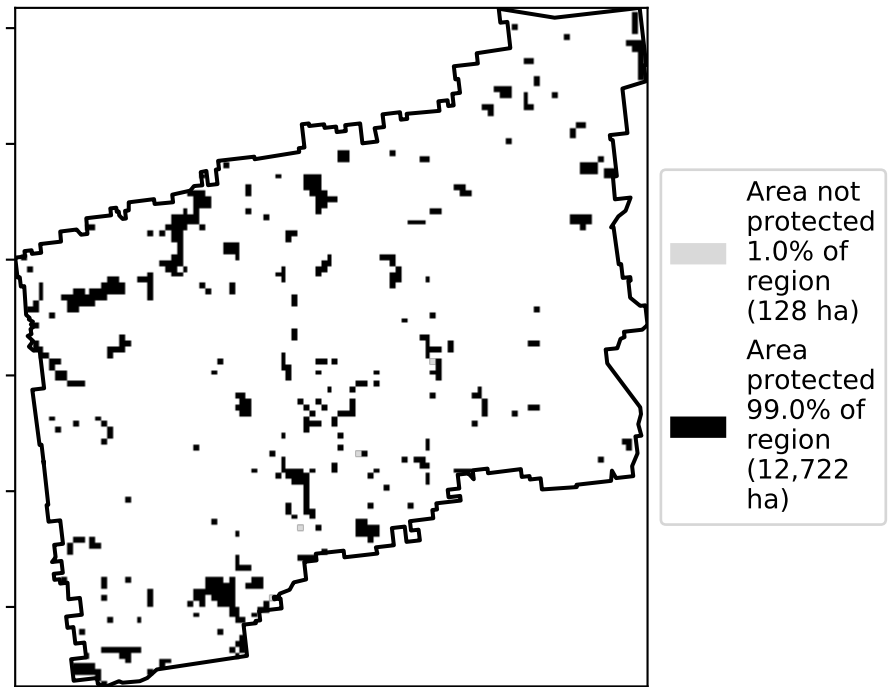 Area not
protected
1.0% of
region
(128 ha)
Area
protected
99.0% of
region
(12,722
ha)